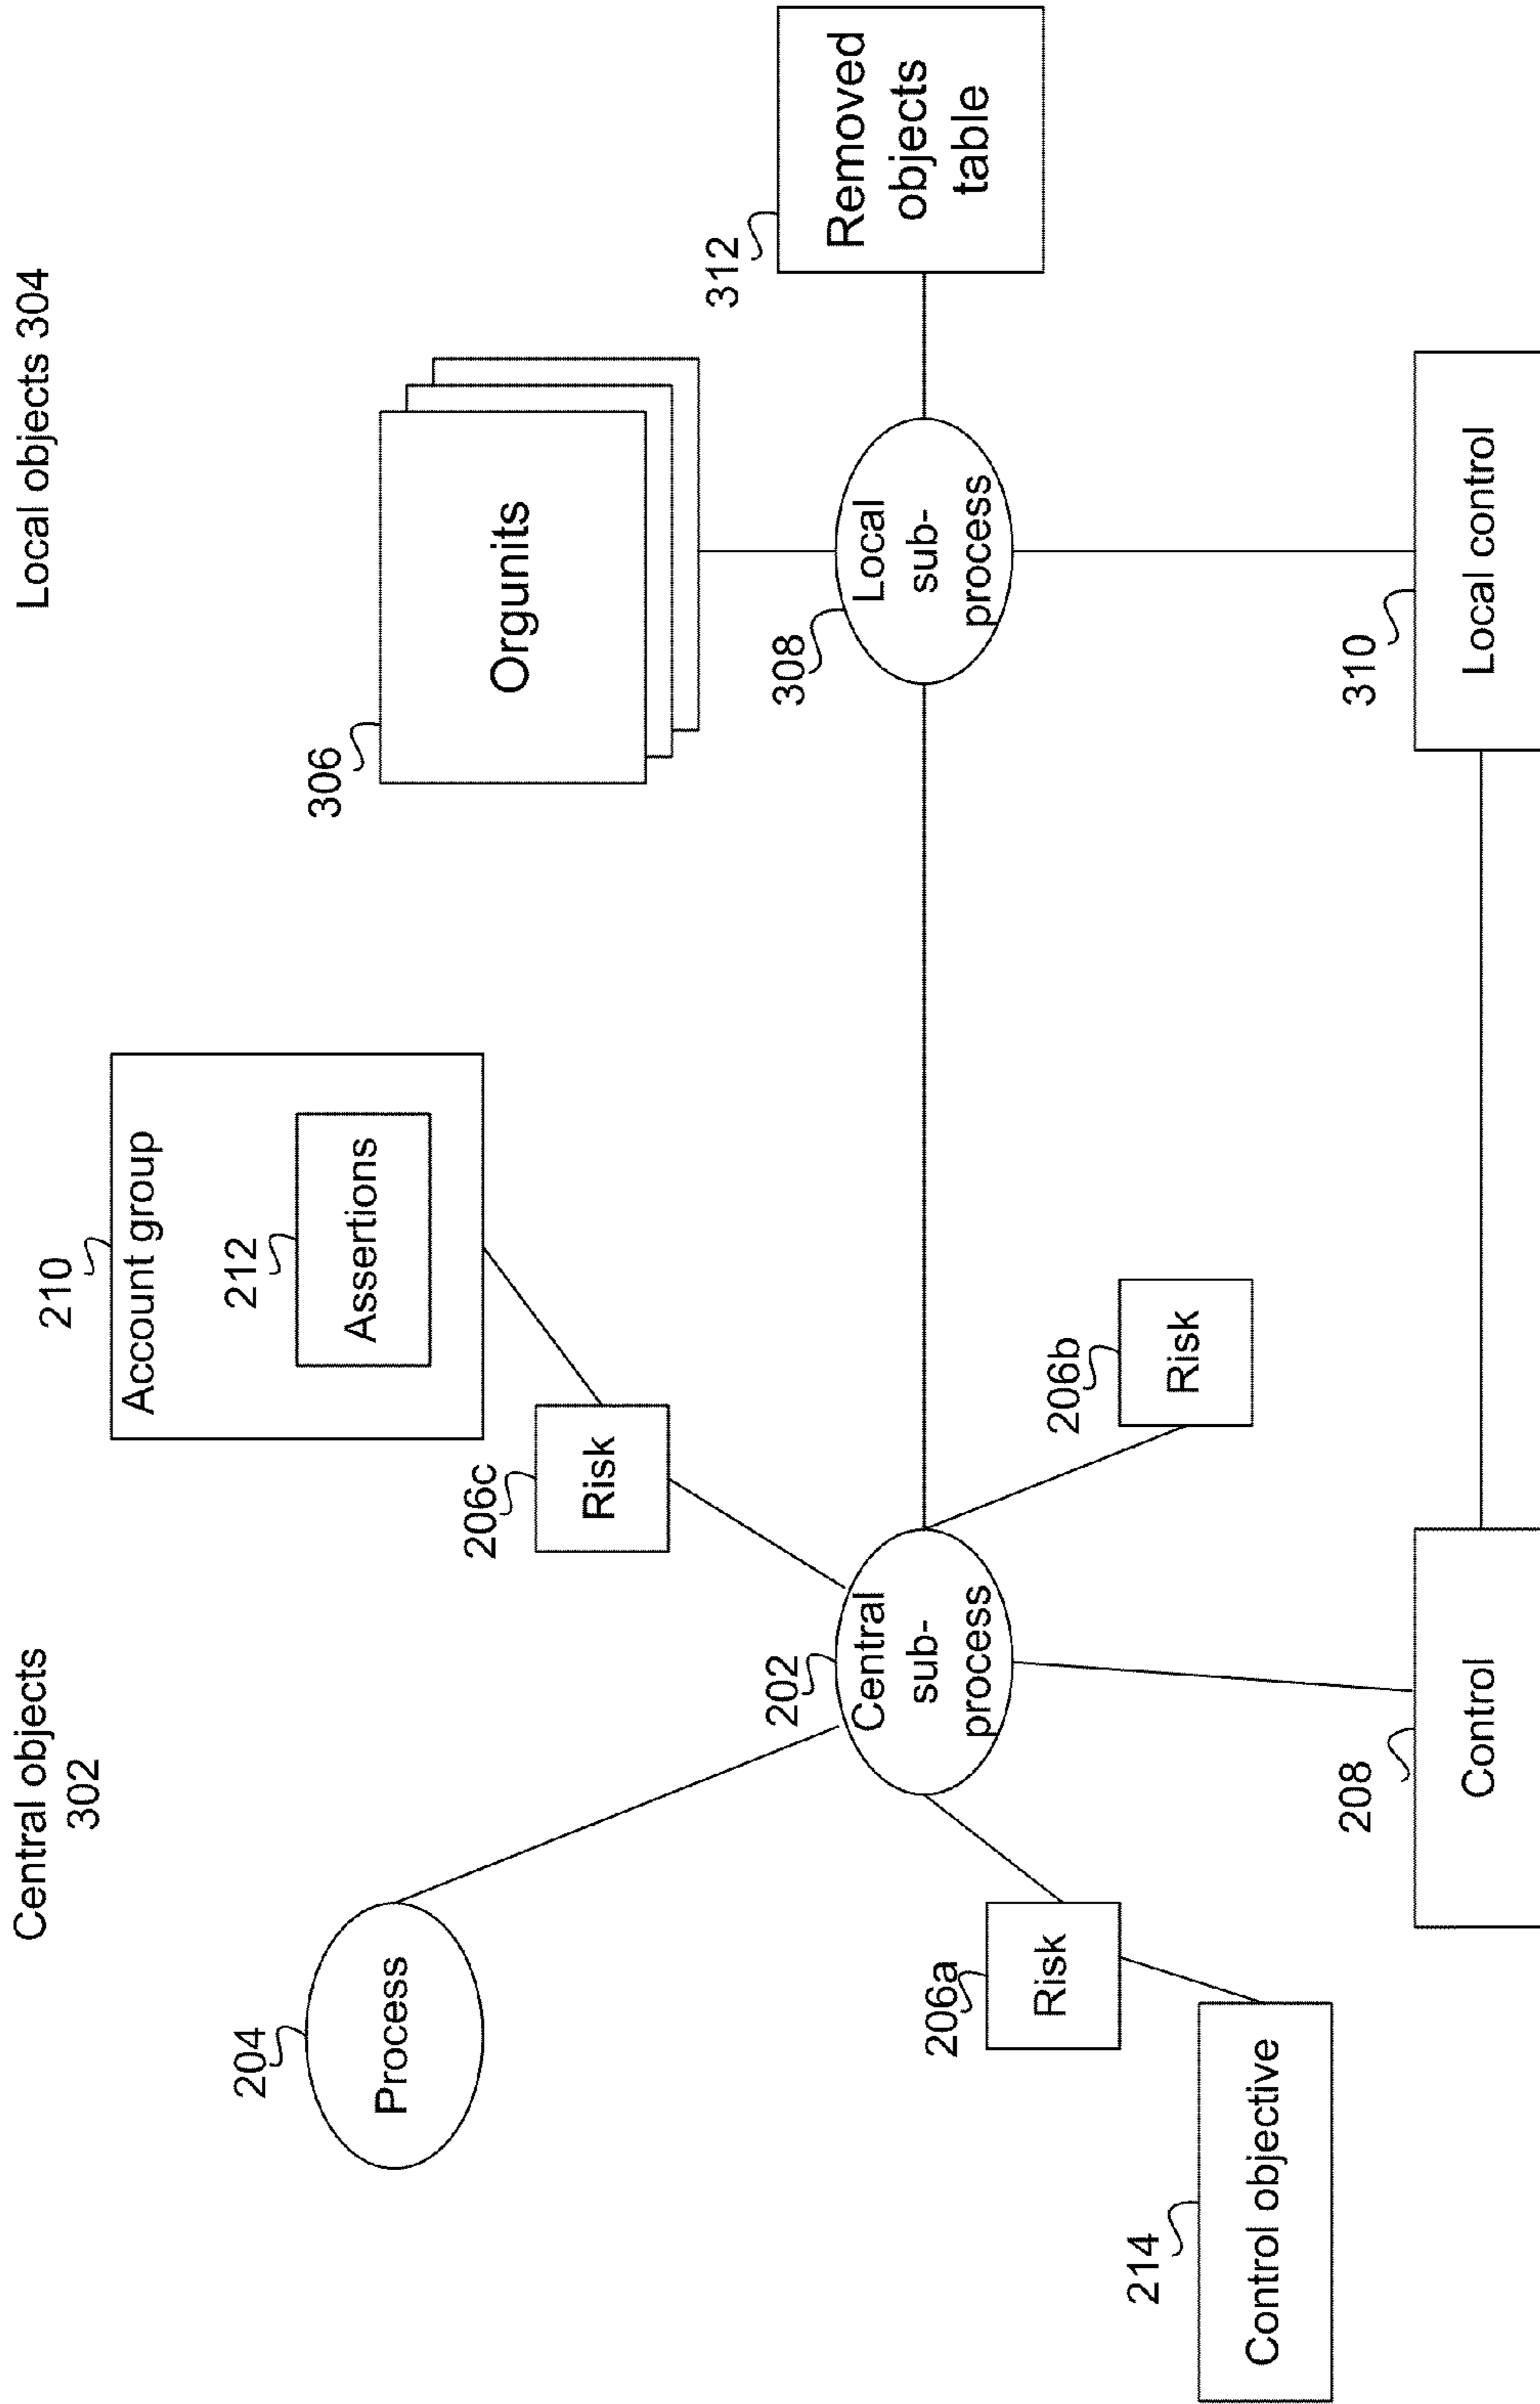 Central objects
302
Local objects 304
210
Account group
212
Assertions
204
Process
206c
Risk
306
Orgunits
202
Central
sub-
process
308
Local
sub-
process
312
Removed
objects
table
206a
Risk
206b
Risk
214
Control objective
208
Control
310
Local control